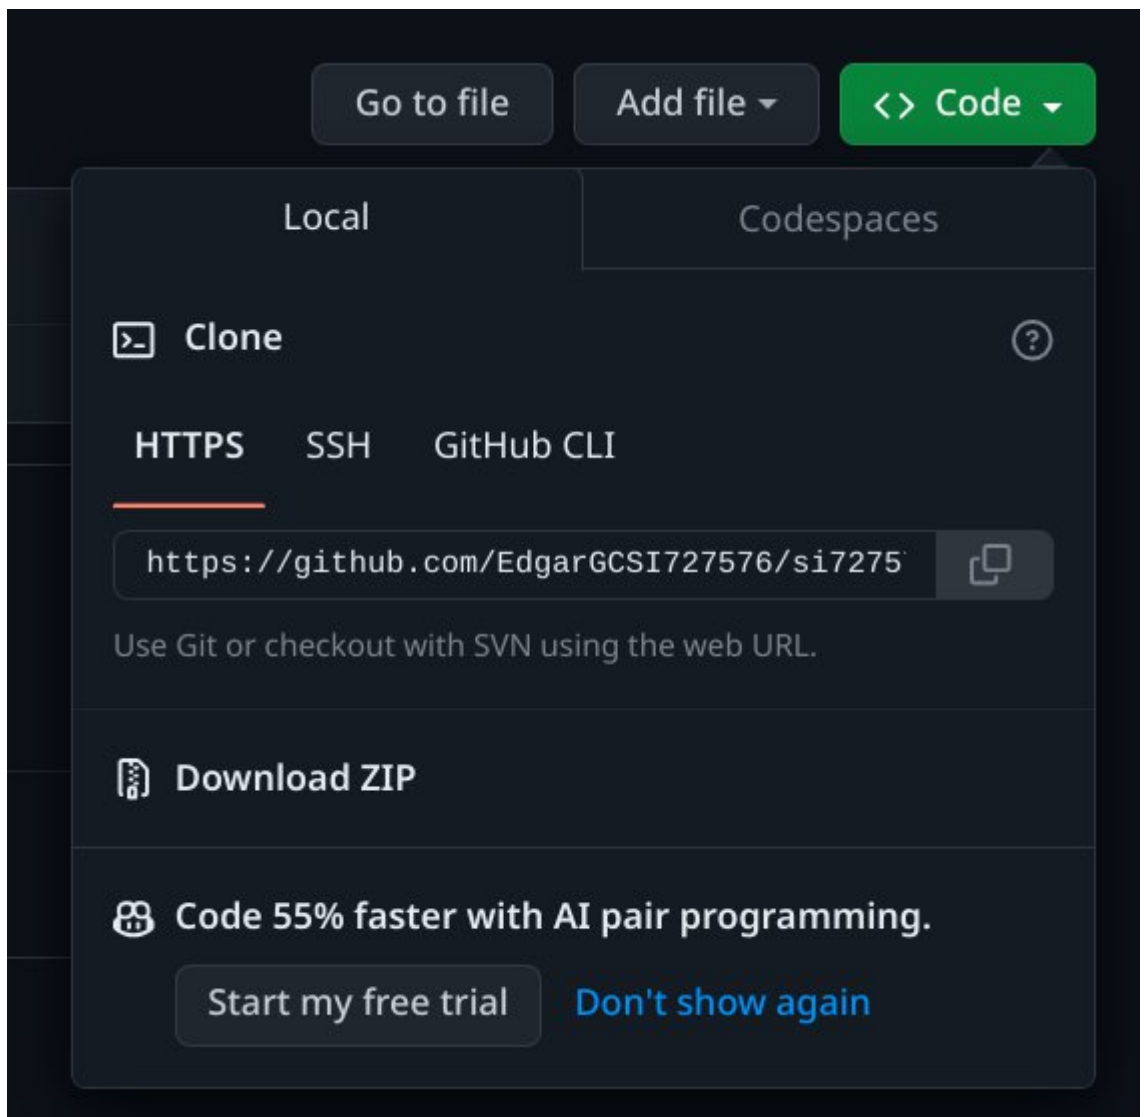 Go to file
Add file
Code
Local
Codespaces
Clone
HTTPS
SSH
GitHub CLI
https://github.com/EdgarGCSI727576/si7275
Use Git or checkout with SVN using the web URL.
Download ZIP
Code 55% faster with AI pair programming.
Start my free trial
Don't show again